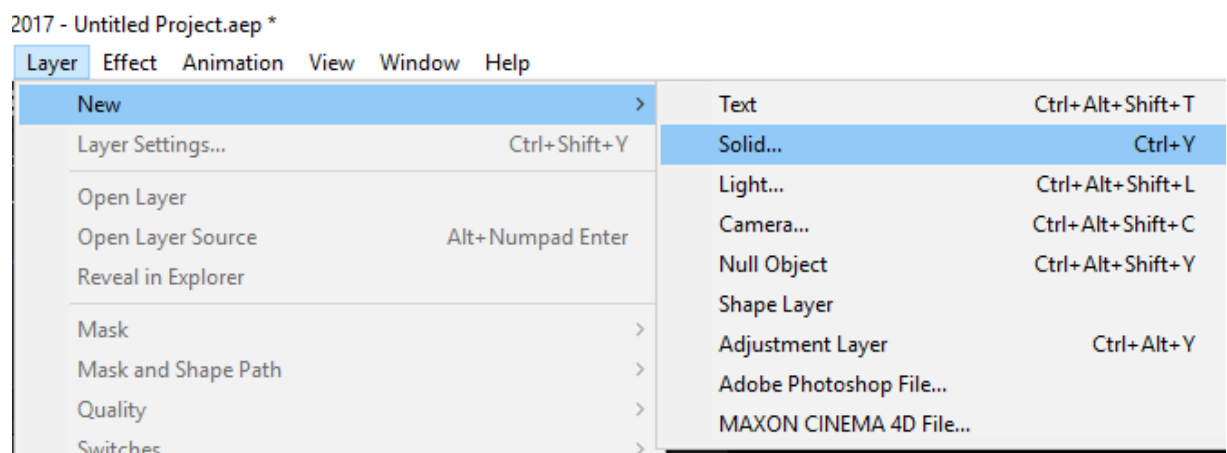 2017 - Untitled Project.aep *
Layer Effect Animation View Window Help
New >
Layer Settings... Ctrl+Shift+Y
Open Layer
Open Layer Source Alt+Numpad Enter
Reveal in Explorer
Mask >
Mask and Shape Path >
Quality >
Switches >
Text Ctrl+Alt+Shift+T
Solid... Ctrl+Y
Light... Ctrl+Alt+Shift+L
Camera... Ctrl+Alt+Shift+C
Null Object Ctrl+Alt+Shift+Y
Shape Layer
Adjustment Layer Ctrl+Alt+Y
Adobe Photoshop File...
MAXON CINEMA 4D File...